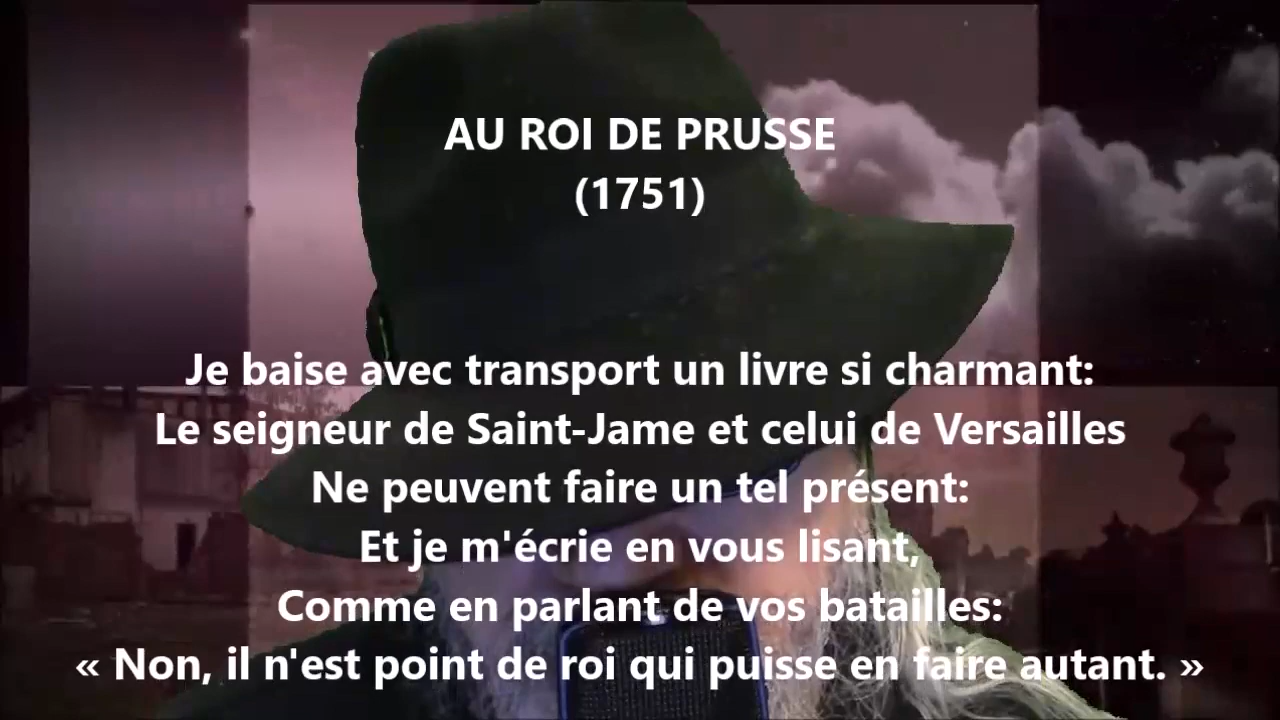 AU ROI DE PRUSSE
(1751)
Je baise avec transport un livre si charmant:
Le seigneur de Saint-Jame et celui de Versailles
Ne peuvent faire un tel présent:
Et je m'écrie en vous lisant,
Comme en parlant de vos batailles:
« Non, il n'est point de roi qui puisse en faire autant. »